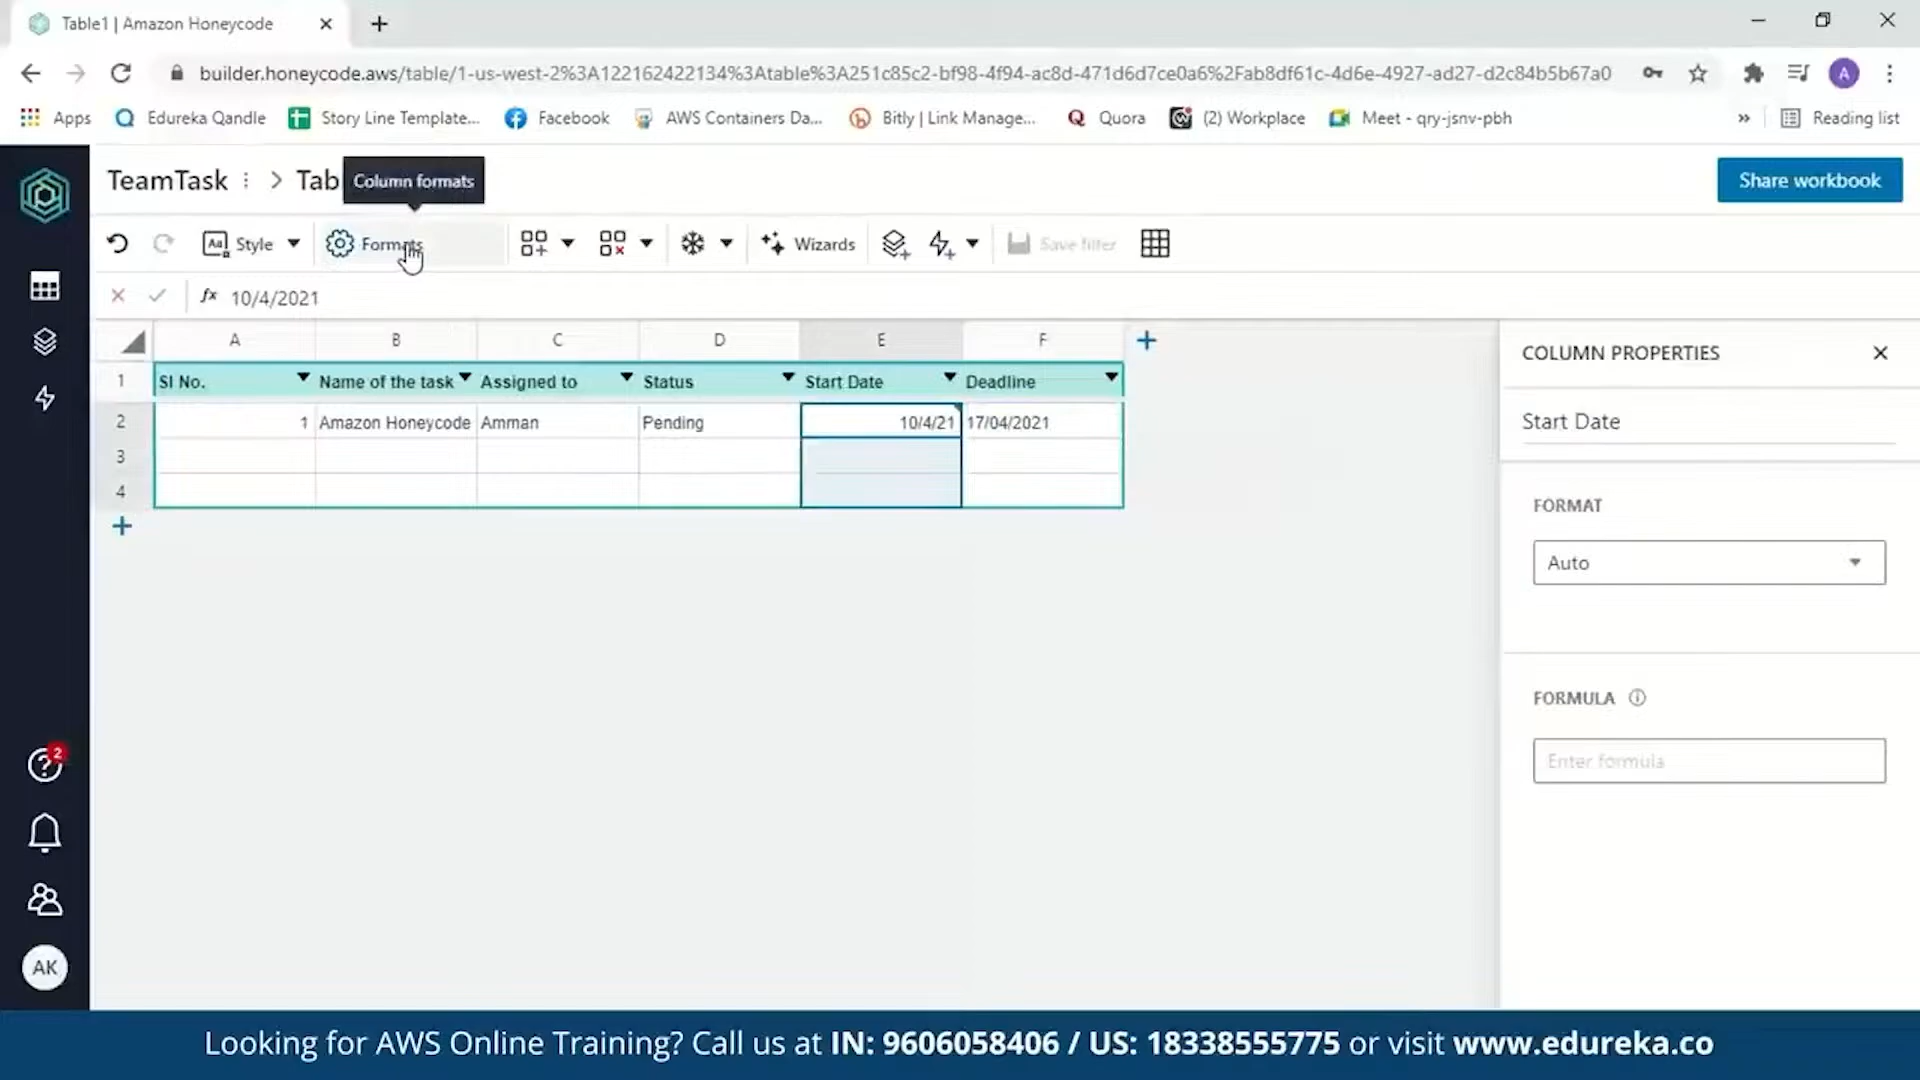 Table1 | Amazon Honeycode
builder.honeycode.aws/table/1-us-west-2%3A122162422134%3Atable%3A251c85c2-bf98-4f94-ac8d-471d6d7ce0a6%2Fab8df61c-4d6e-4927-ad27-d2c84b5b67a0
A
Apps Edureka Qandle Story Line Template... Facebook AWS Containers Da... Bitly | Link Manage... Quora (2) Workplace Meet - qry-jsnv-pbh » Reading list
TeamTask > Tab Column formats Share workbook
Aa Style Formats Wizards Save filter
fx 10/4/2021
A B C D E F
1 SI No. Name of the task Assigned to Status Start Date Deadline
2 1 Amazon Honeycode Amman Pending 10/4/21 17/04/2021
3
4
COLUMN PROPERTIES
Start Date
FORMAT
Auto
FORMULA
Enter formula
2
AK
Looking for AWS Online Training? Call us at IN: 9606058406 / US: 18338555775 or visit www.edureka.co